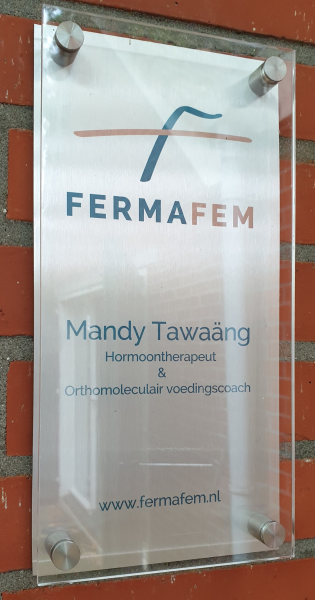 FERMAFEM
Mandy Tawaäng
Hormoontherapeut
&
Orthomoleculair voedingscoach
www.fermafem.nl